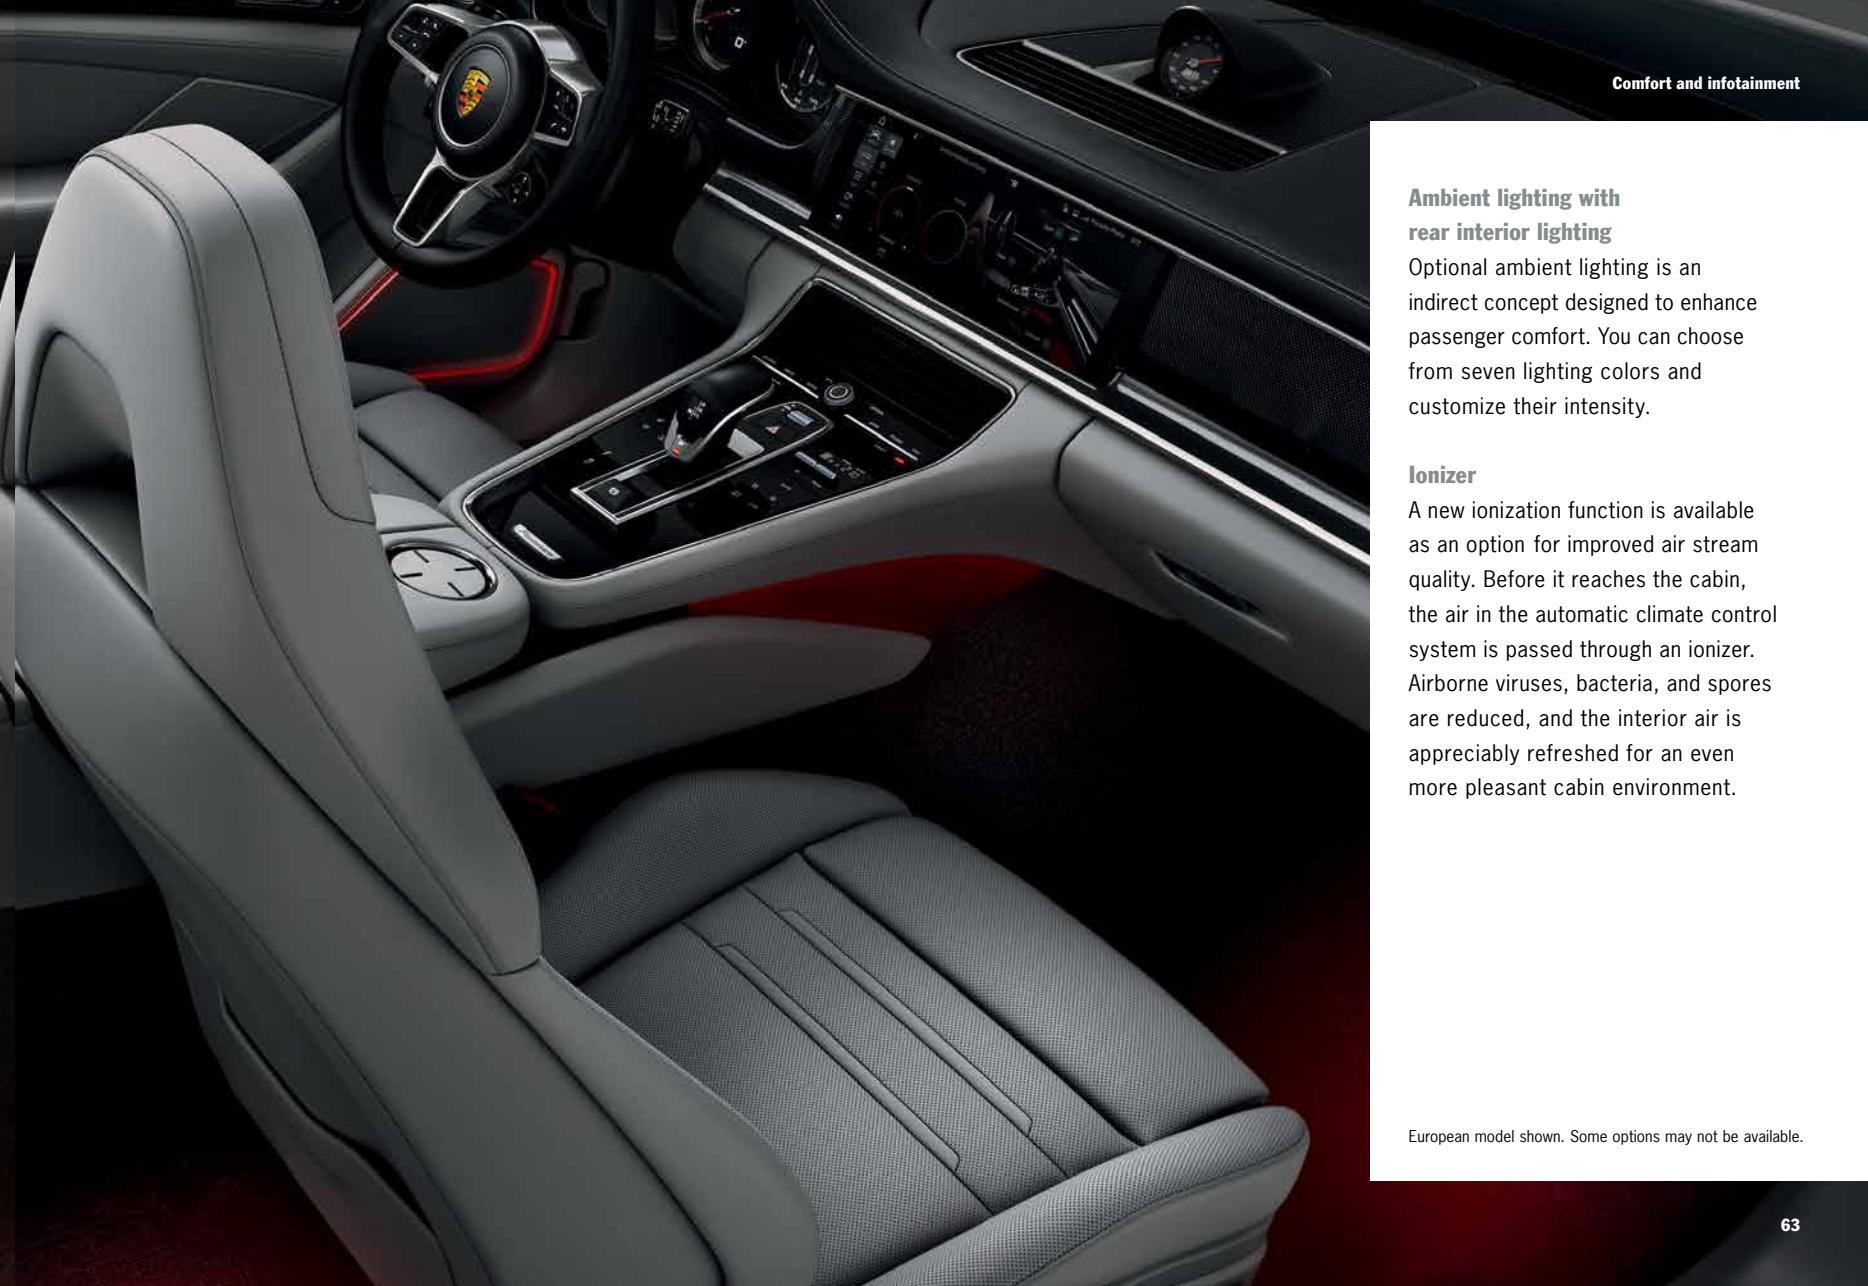 Comfort and infotainment
Ambient lighting with
rear interior lighting
Optional ambient lighting is an
indirect concept designed to enhance
passenger comfort. You can choose
from seven lighting colors and
customize their intensity.
Ionizer
A new ionization function is available
as an option for improved air stream
quality. Before it reaches the cabin,
the air in the automatic climate control
system is passed through an ionizer.
Airborne viruses, bacteria, and spores
are reduced, and the interior air is
appreciably refreshed for an even
more pleasant cabin environment.
European model shown. Some options may not be available.
63